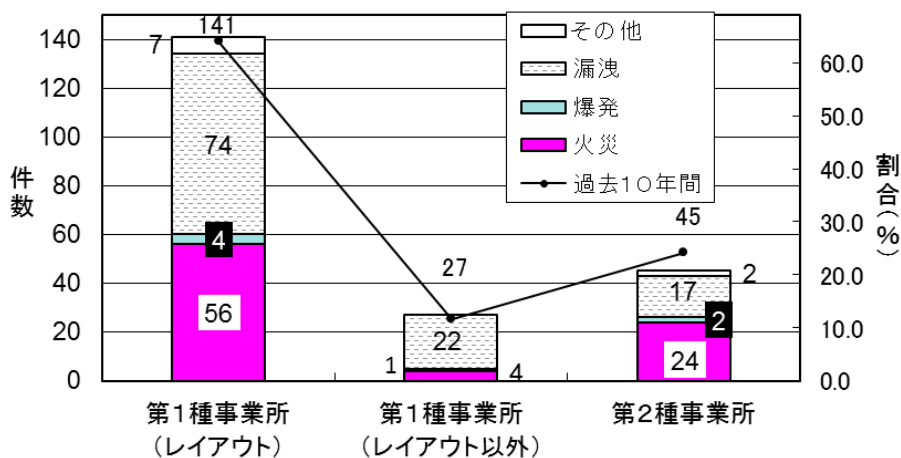 141
7
74
4
56
27
22
1
4
45
2
17
2
24
その他
漏洩
爆発
火災
過去１０年間
件数
140
120
100
80
60
40
20
0
割合(%)
60.0
50.0
40.0
30.0
20.0
10.0
0.0
第１種事業所
（レイアウト）
第１種事業所
（レイアウト以外）
第２種事業所